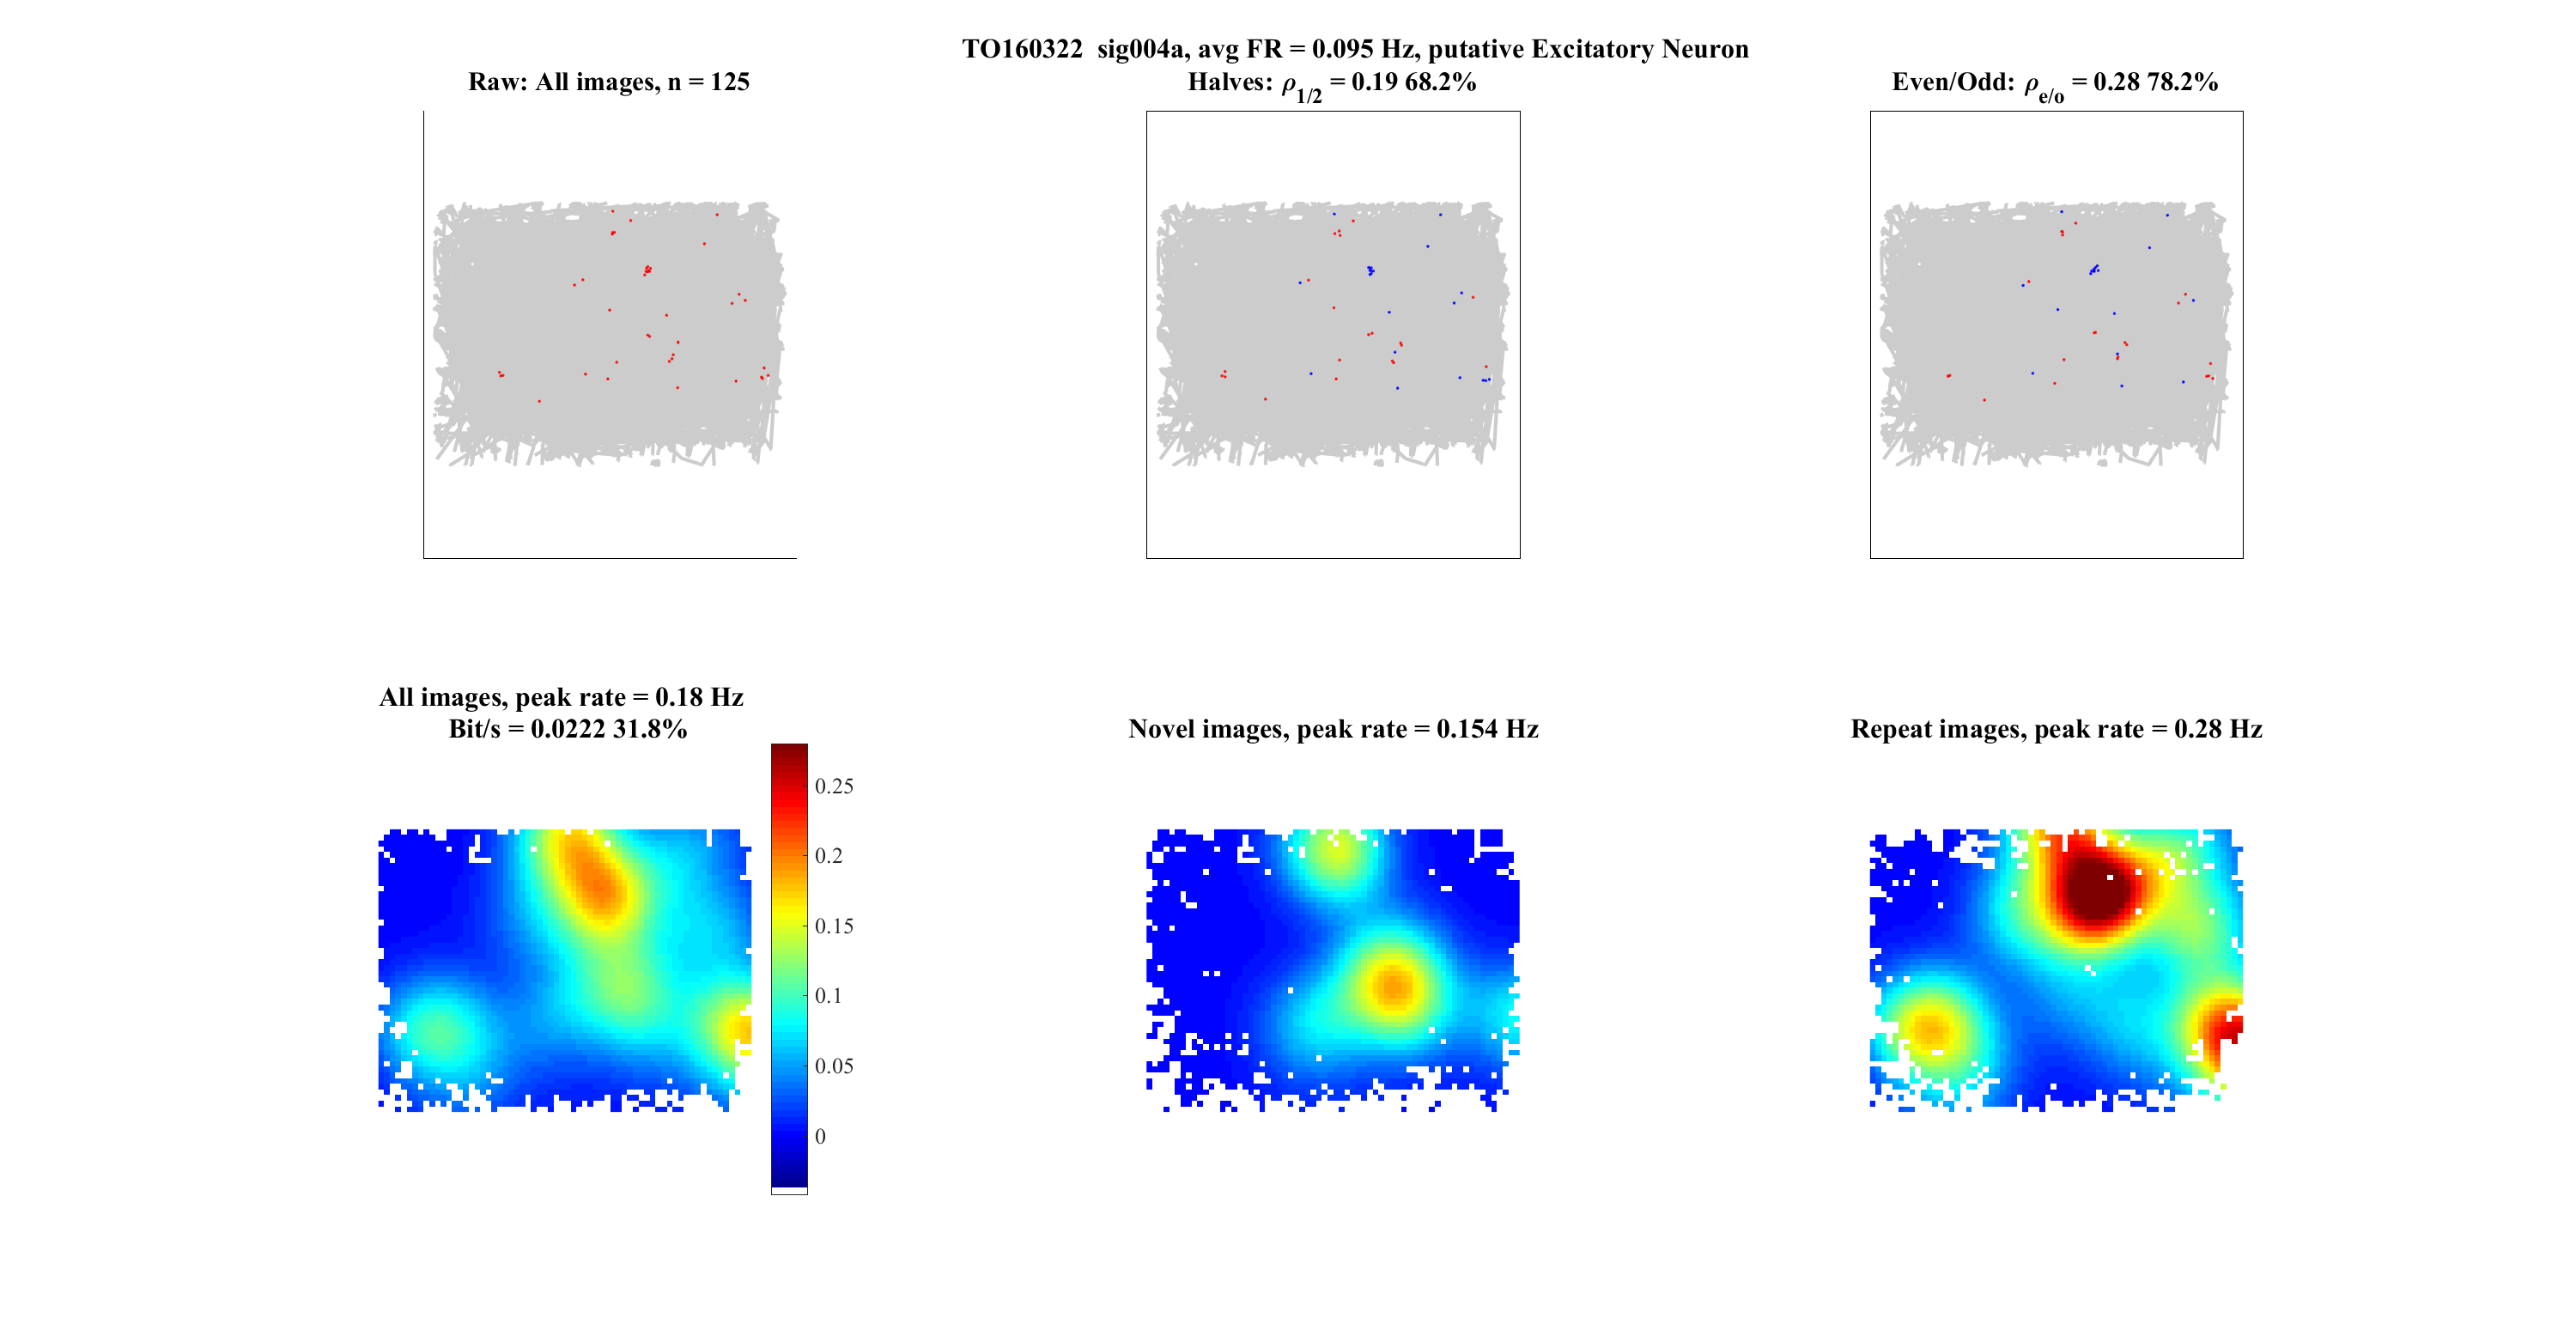 TO160322 sig004a, avg FR = 0.095 Hz, putative Excitatory Neuron
Raw: All images, n = 125
Halves: ρ1/2 = 0.19 68.2%
Even/Odd: ρe/o = 0.28 78.2%
All images, peak rate = 0.18 Hz
Bit/s = 0.0222 31.8%
Novel images, peak rate = 0.154 Hz
Repeat images, peak rate = 0.28 Hz
0.25
0.2
0.15
0.1
0.05
0